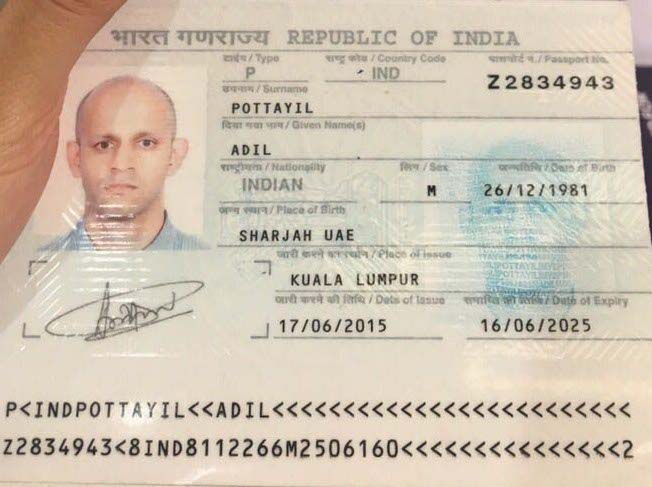 भारत गणराज्य REPUBLIC OF INDIA
टाईप / Type राष्ट्र कोड / Country Code पासपोर्ट न. / Passport No.
P IND Z2834943
उपनाम / Surname
POTTAYIL
दिया गया नाम / Given Name(s)
ADIL
राष्ट्रीयता / Nationality लिंग / Sex जन्मतिथि / Date of Birth
INDIAN M 26/12/1981
जन्म स्थान / Place of Birth
SHARJAH UAE
जारी करने का स्थान / Place of Issue
KUALA LUMPUR
जारी करने की तिथि / Date of Issue समाप्ति की तिथि / Date of Expiry
17/06/2015 16/06/2025
P<INDPOTTAYIL<<ADIL<<<<<<<<<<<<<<<<<<<<<<<<<
Z2834943<8IND8112266M2506160<<<<<<<<<<<<<<<2